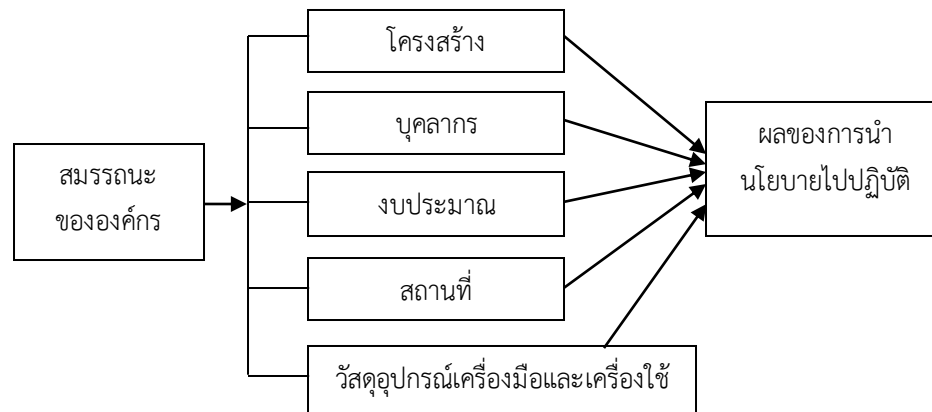 โครงสร้าง
บุคลากร
สมรรถนะ
ขององค์กร
งบประมาณ
สถานที่
วัสดุอุปกรณ์เครื่องมือและเครื่องใช้
ผลของการนำ
นโยบายไปปฏิบัติ